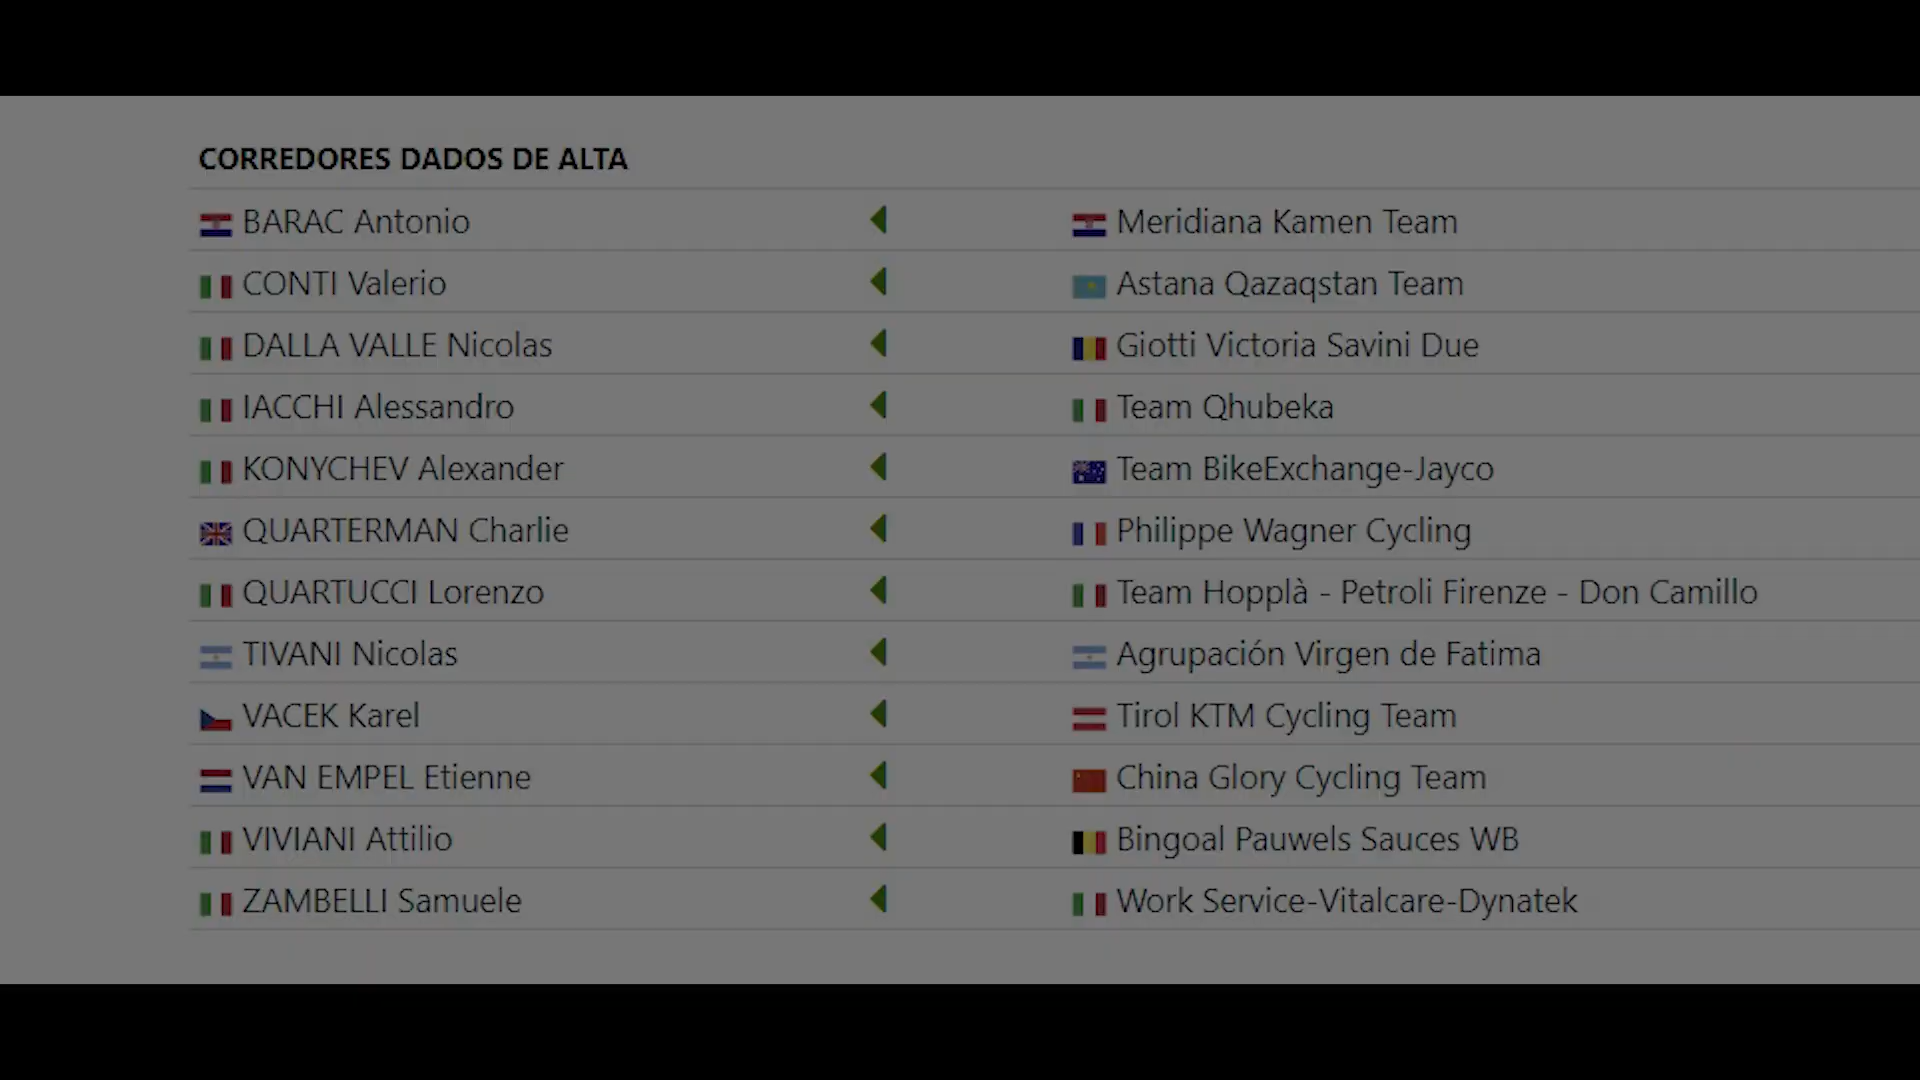 CORREDORES DADOS DE ALTA
BARAC Antonio Meridiana Kamen Team
CONTI Valerio Astana Qazaqstan Team
DALLA VALLE Nicolas Giotti Victoria Savini Due
IACCHI Alessandro Team Qhubeka
KONYCHEV Alexander Team BikeExchange-Jayco
QUARTERMAN Charlie Philippe Wagner Cycling
QUARTUCCI Lorenzo Team Hopplà - Petroli Firenze - Don Camillo
TIVANI Nicolas Agrupación Virgen de Fatima
VACEK Karel Tirol KTM Cycling Team
VAN EMPEL Etienne China Glory Cycling Team
VIVIANI Attilio Bingoal Pauwels Sauces WB
ZAMBELLI Samuele Work Service-Vitalcare-Dynatek